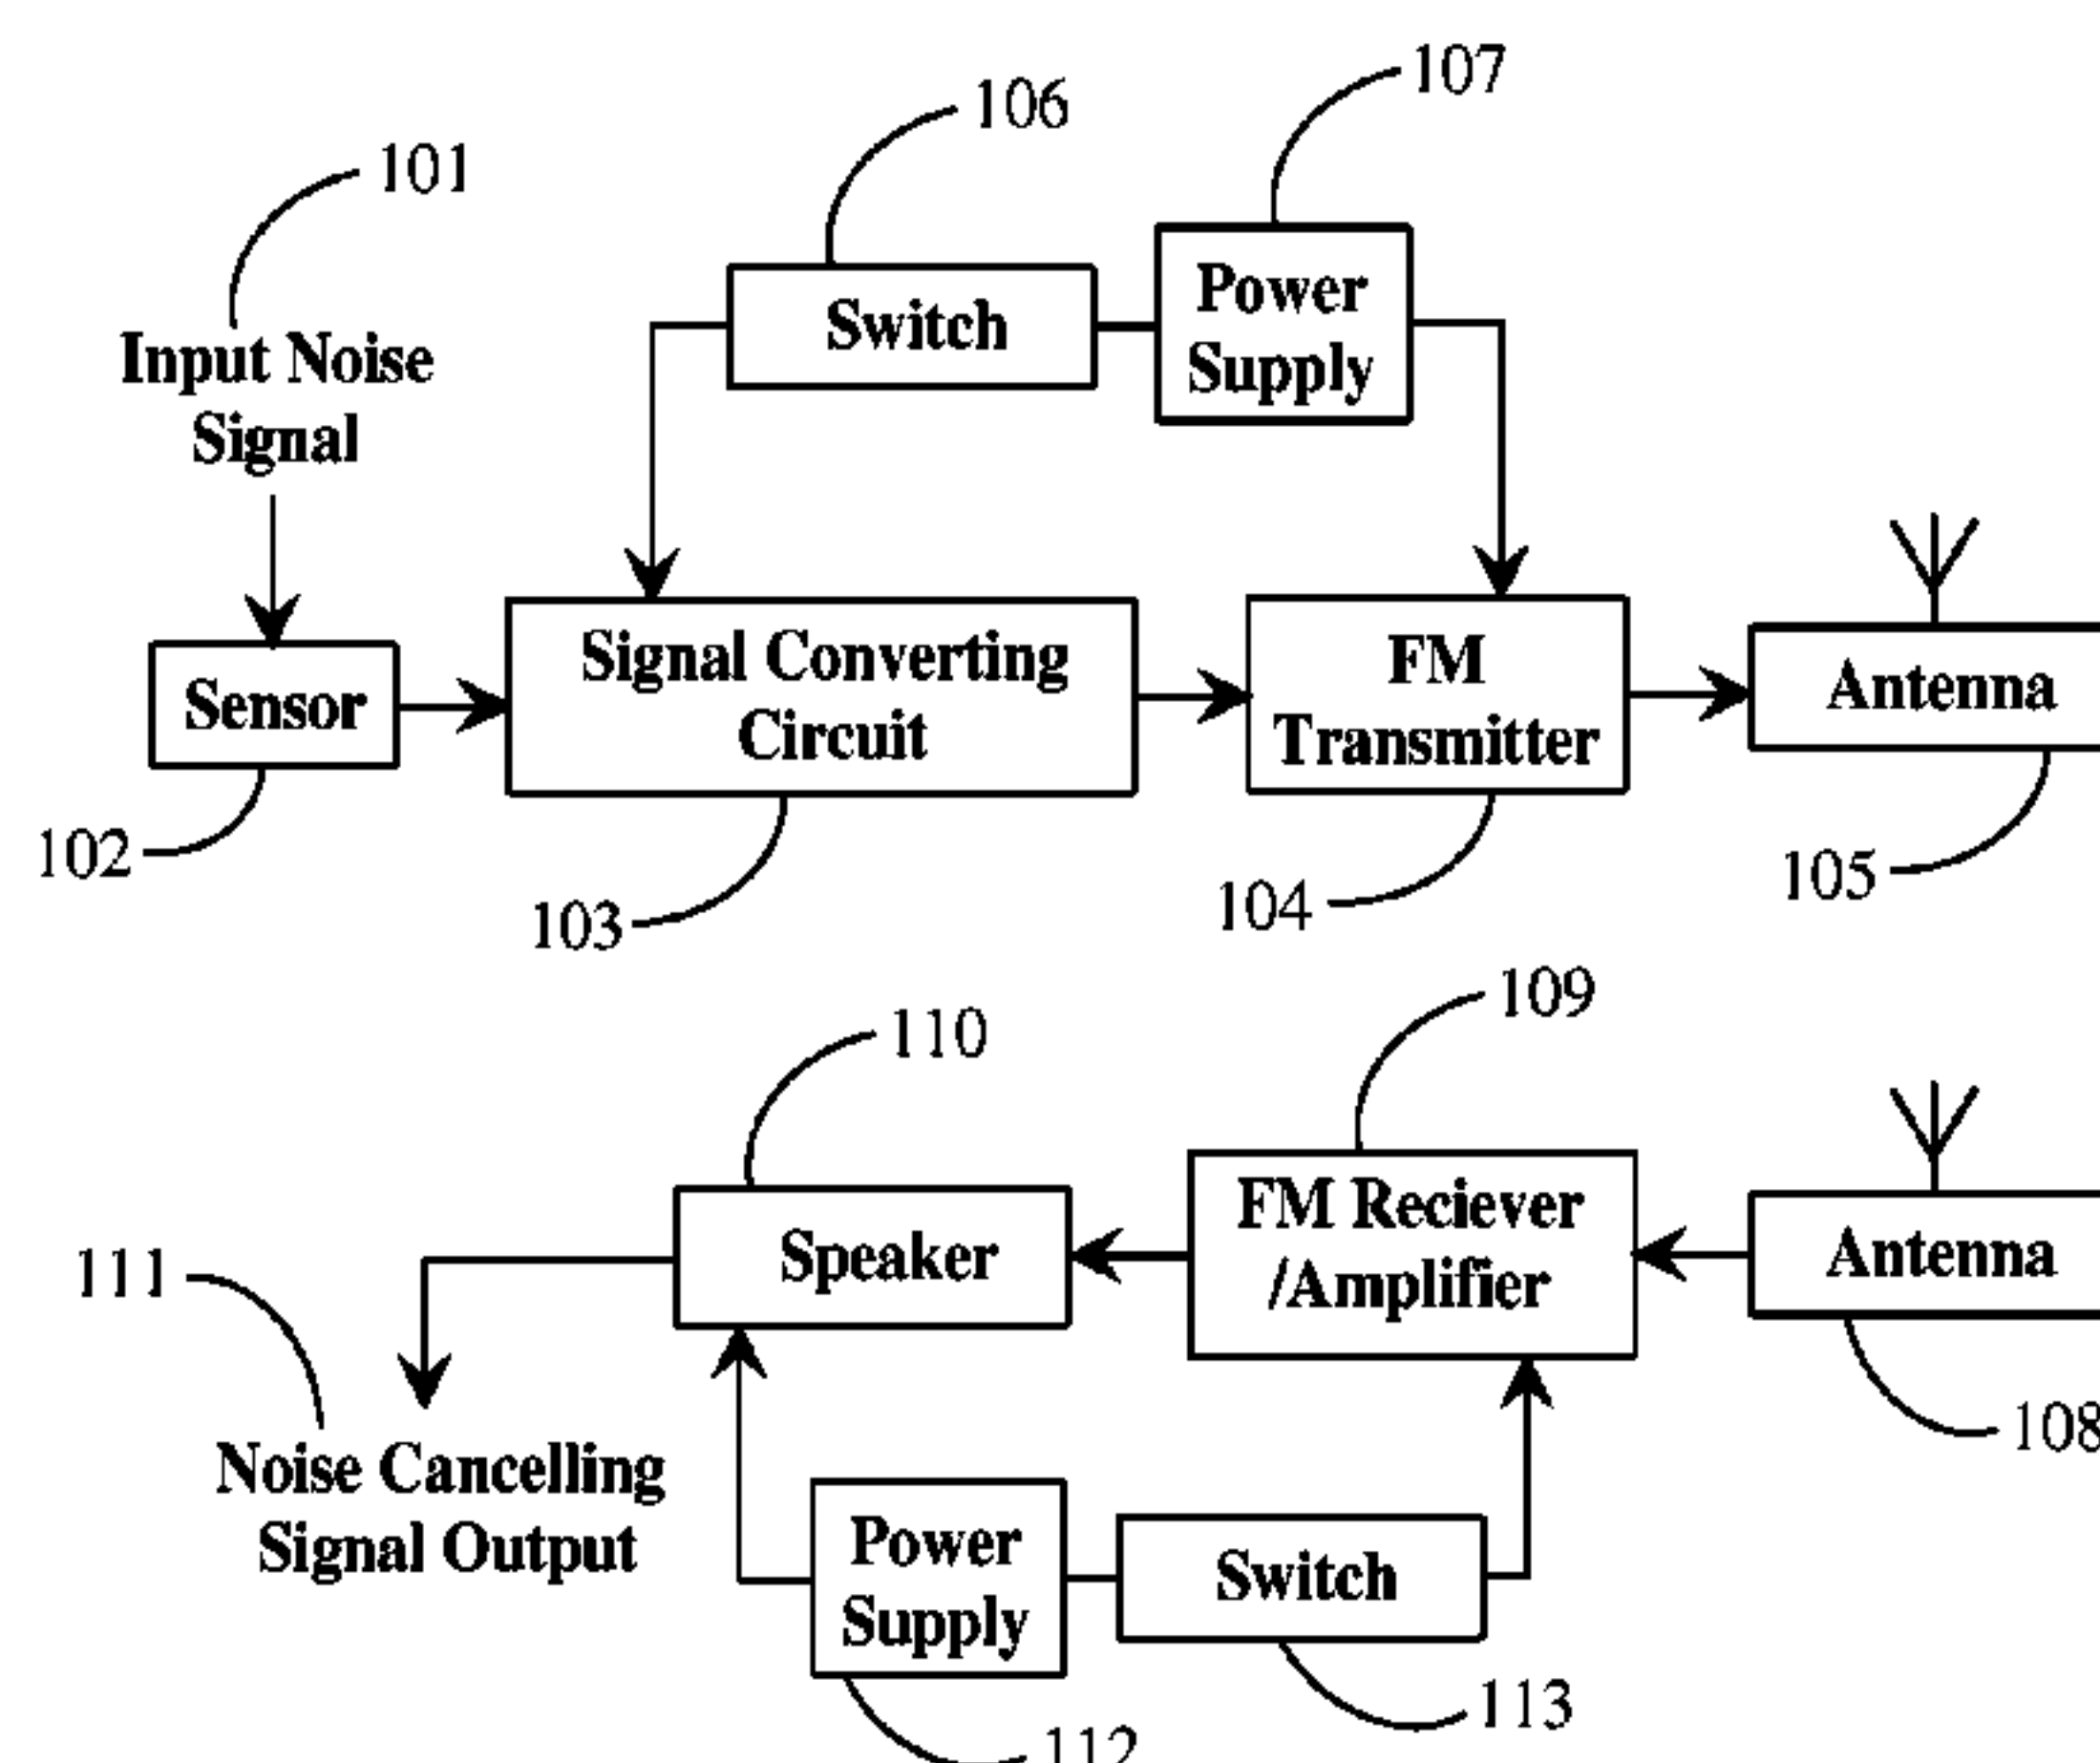 107
106
101
Power
Supply
Switch
Input Noise
Signal
Signal Converting
Circuit
FM
Transmitter
Antenna
Sensor
102
103
104
105
109
110
FM Reciever
/Amplifier
Speaker
Antenna
111
108
Noise Cancelling
Signal Output
Power
Supply
Switch
113
112